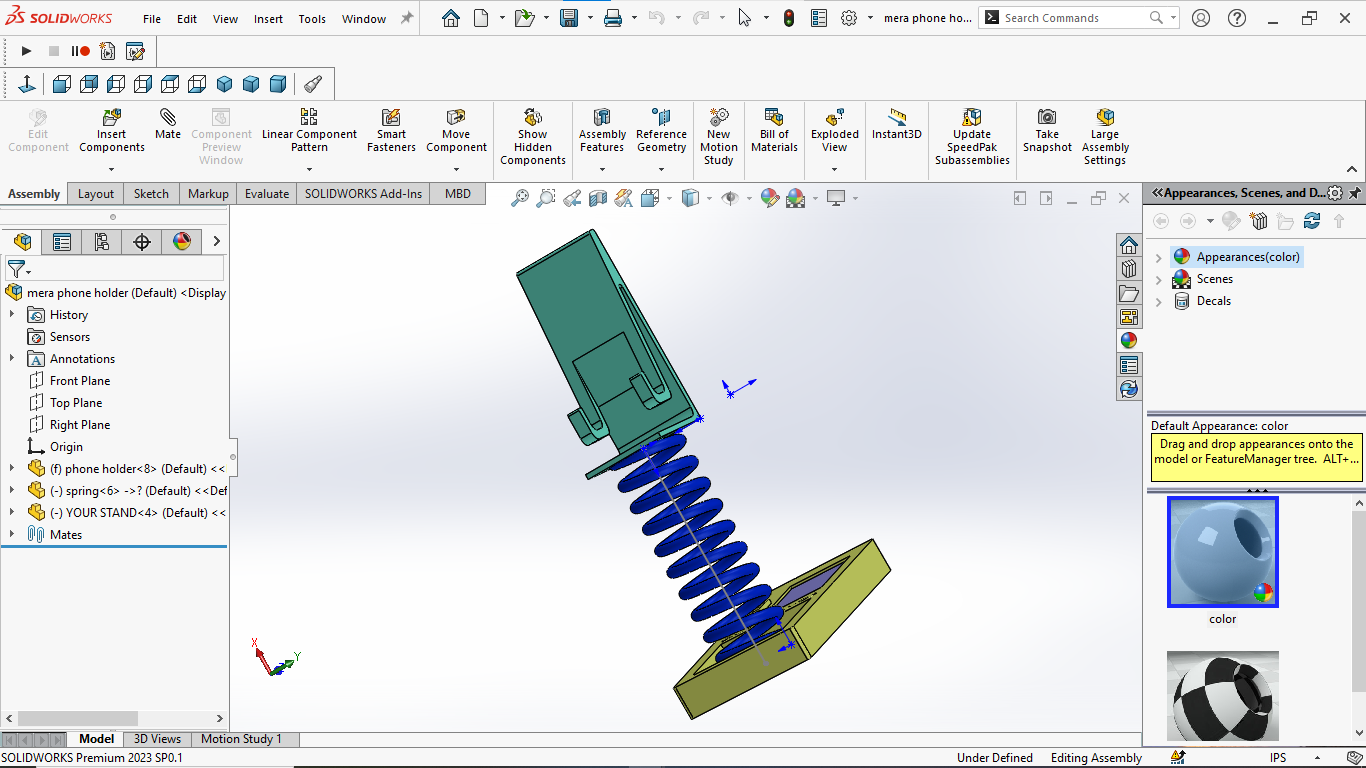 SOLIDWORKS File Edit View Insert Tools Window mera phone ho... Search Commands
Edit Component
Insert Components
Mate
Component Preview Window
Linear Component Pattern
Smart Fasteners
Move Component
Show Hidden Components
Assembly Features
Reference Geometry
New Motion Study
Bill of Materials
Exploded View
Instant3D
Update SpeedPak Subassemblies
Take Snapshot
Large Assembly Settings
Assembly Layout Sketch Markup Evaluate SOLIDWORKS Add-Ins MBD
mera phone holder (Default) <Display
History
Sensors
A Annotations
Front Plane
Top Plane
Right Plane
Origin
(f) phone holder<8> (Default) <<
(-) spring<6> ->? (Default) <<Def
(-) YOUR STAND<4> (Default) <<
Mates
X
Y
Appearances, Scenes, and D...
Appearances(color)
Scenes
Decals
Default Appearance: color
Drag and drop appearances onto the
model or FeatureManager tree. ALT+...
color
Model 3D Views Motion Study 1
SOLIDWORKS Premium 2023 SP0.1 Under Defined Editing Assembly IPS